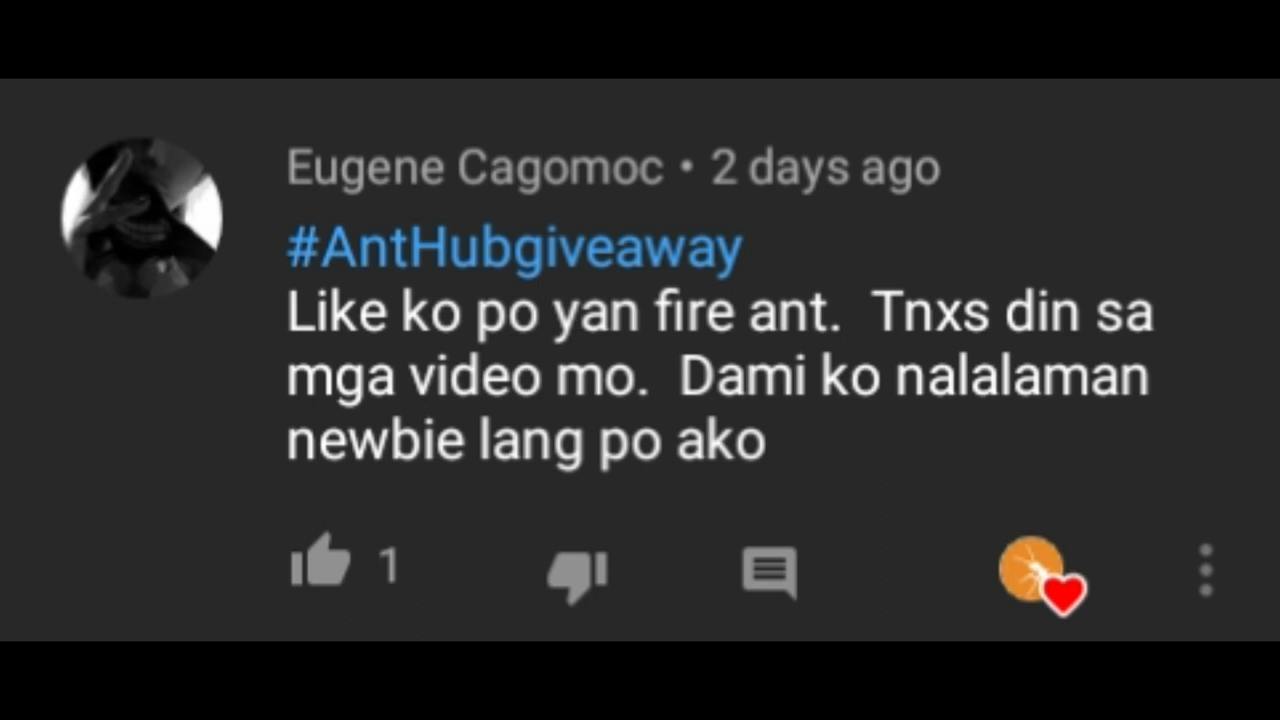 Eugene Cagomoc • 2 days ago
#AntHubgiveaway
Like ko po yan fire ant.  Tnxs din sa
mga video mo.  Dami ko nalalaman
newbie lang po ako
1